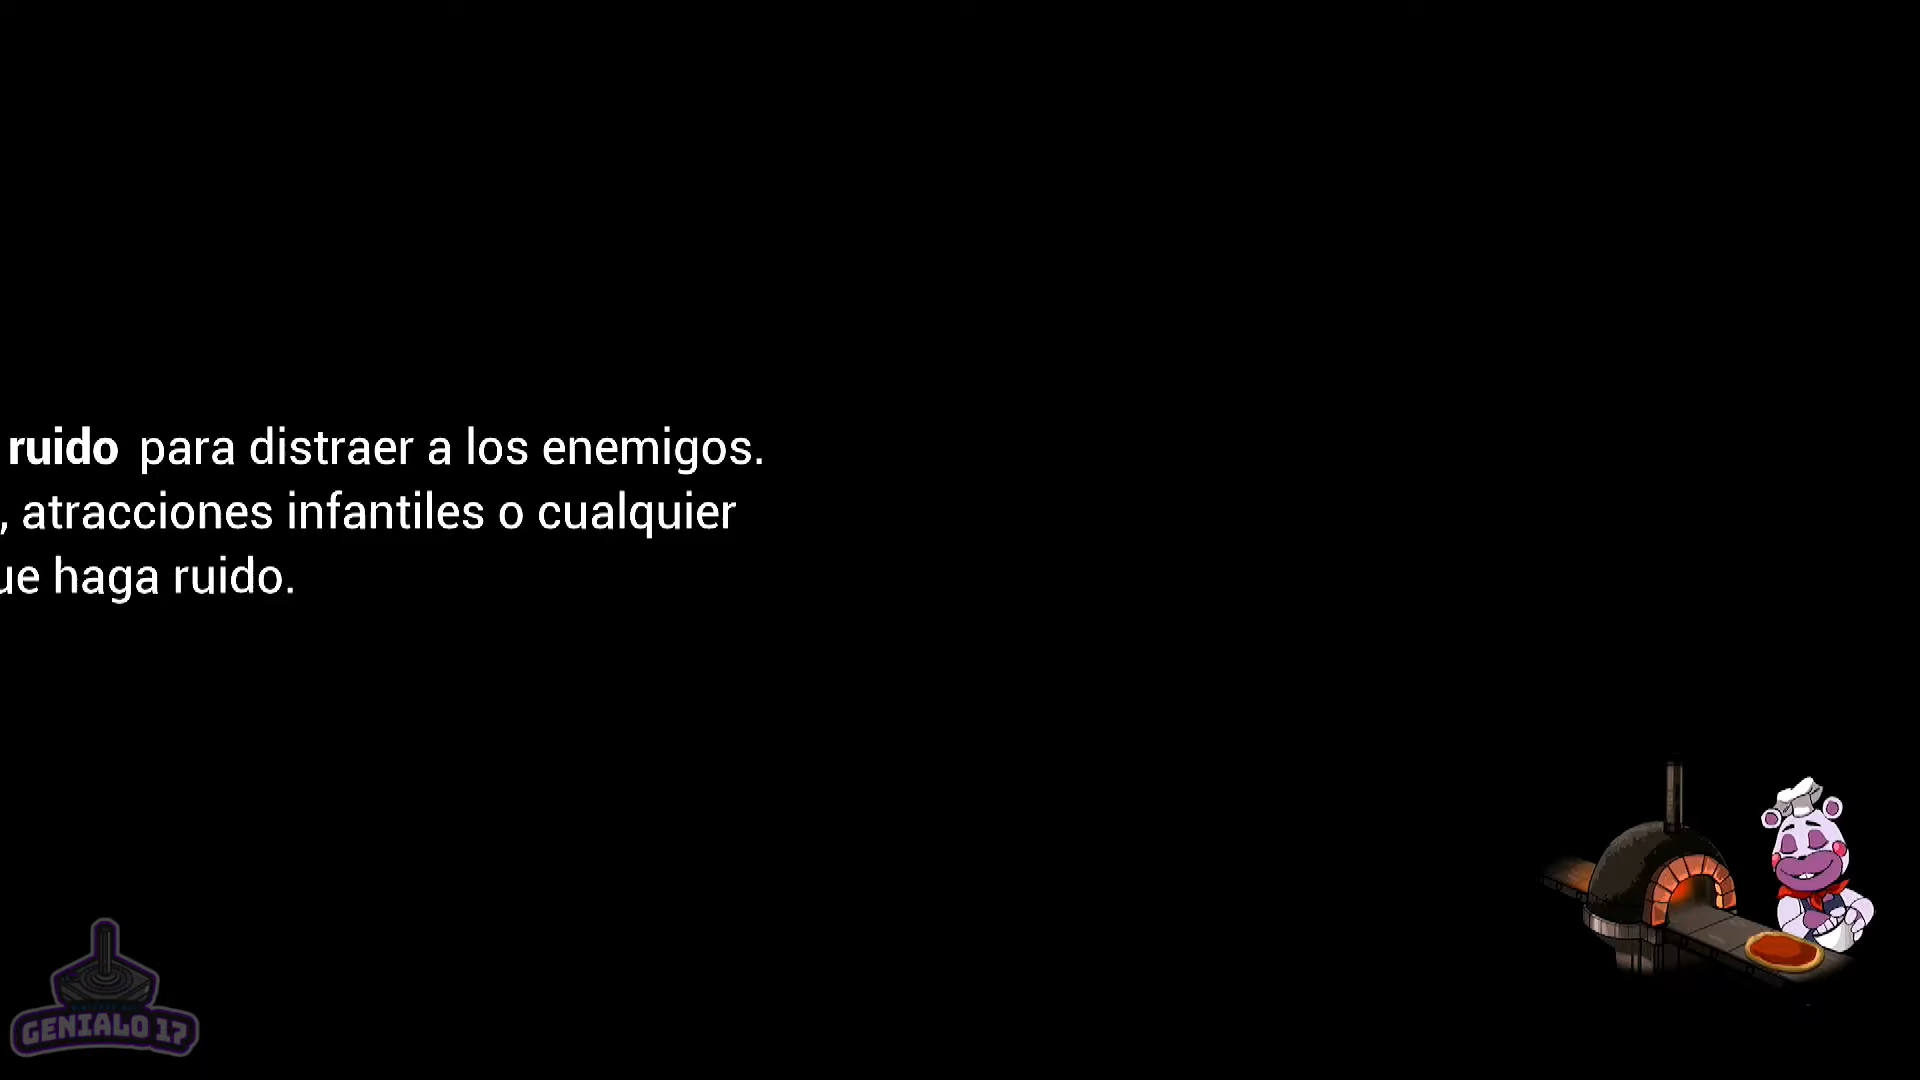 ruido para distraer a los enemigos.
, atracciones infantiles o cualquier
ue haga ruido.
GENIALO 17